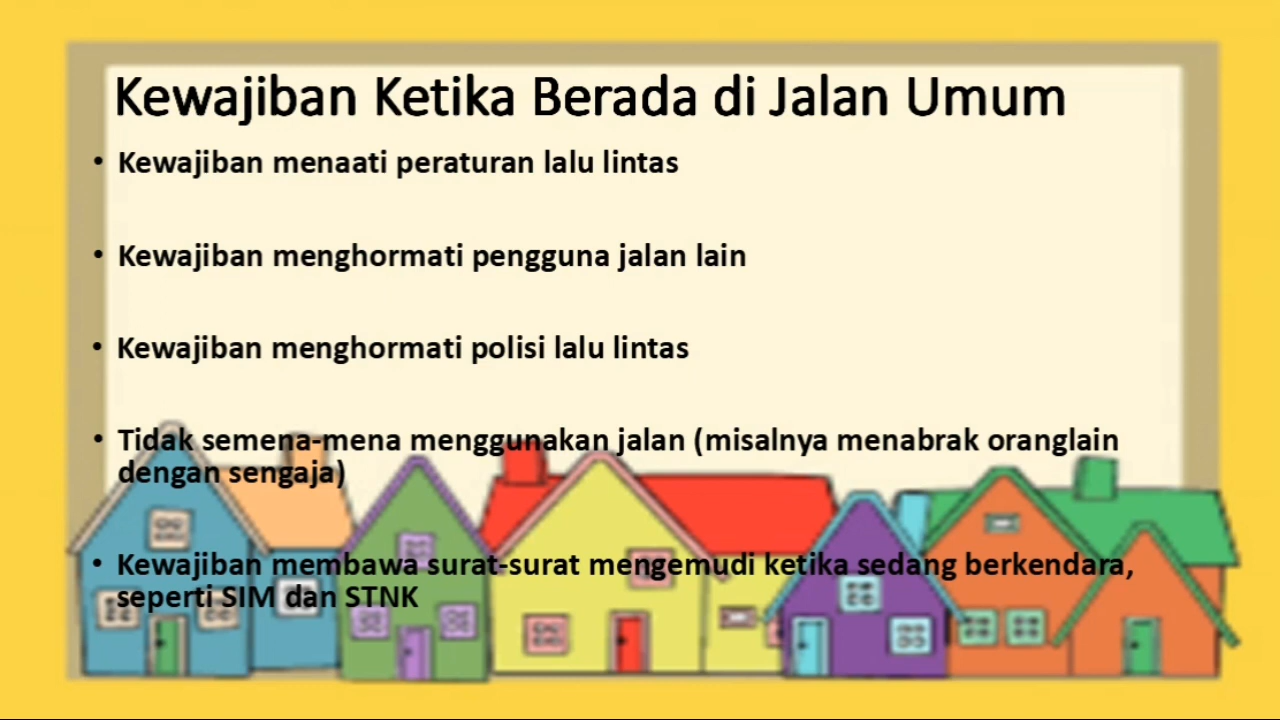 Kewajiban Ketika Berada di Jalan Umum
• Kewajiban menaati peraturan lalu lintas
• Kewajiban menghormati pengguna jalan lain
• Kewajiban menghormati polisi lalu lintas
• Tidak semena-mena menggunakan jalan (misalnya menabrak oranglain
dengan sengaja)
• Kewajiban membawa surat-surat mengemudi ketika sedang berkendara,
seperti SIM dan STNK